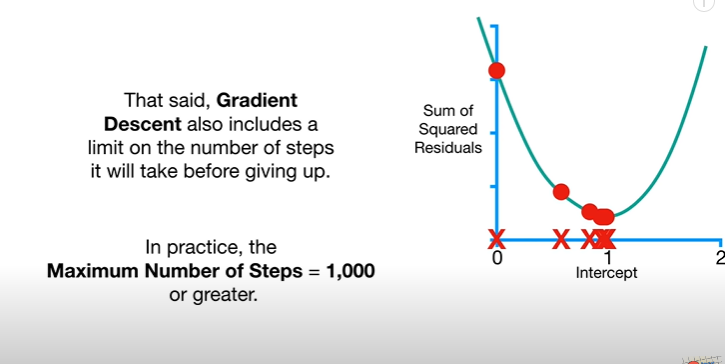 That said, Gradient
Descent also includes a
limit on the number of steps
it will take before giving up.
In practice, the
Maximum Number of Steps = 1,000
or greater.
Sum of
Squared
Residuals
0
1
2
Intercept